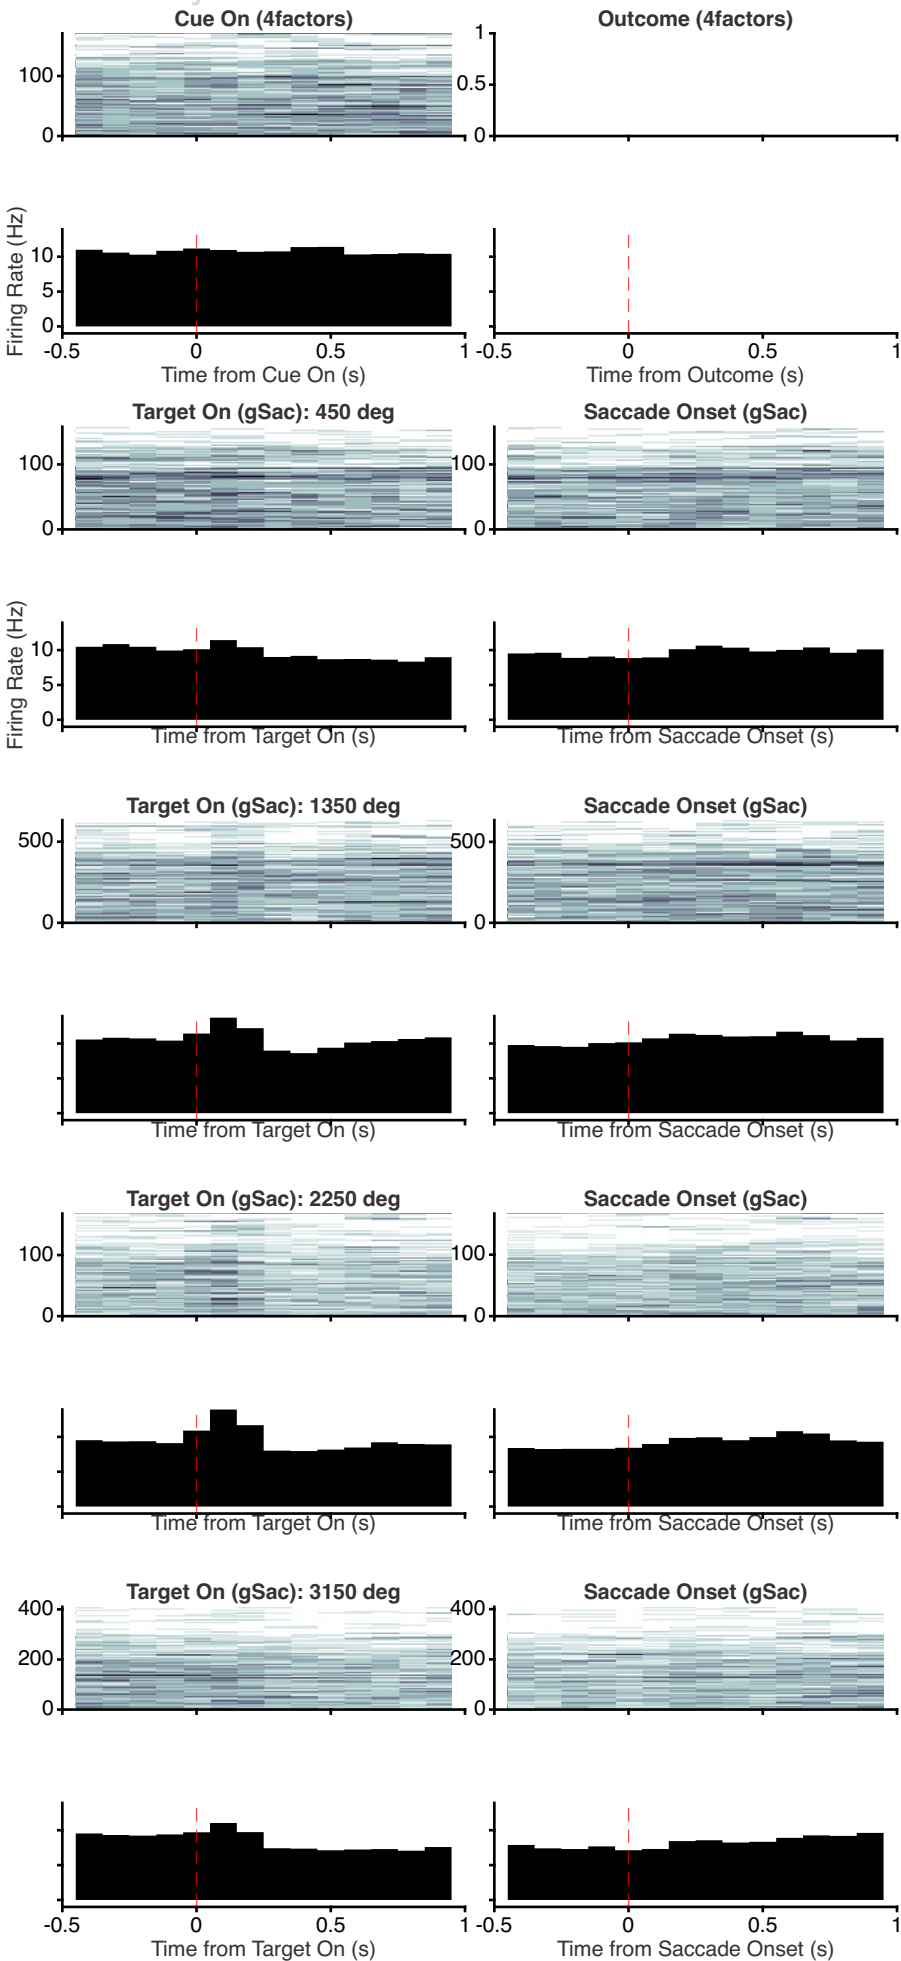 Cue On (4factors) Outcome (4factors)
100
0
1
0.5
0
Firing Rate (Hz)
10
5
0
-0.5 0 0.5 1 -0.5 0 0.5 1
Time from Cue On (s) Time from Outcome (s)
Target On (gSac): 450 deg Saccade Onset (gSac)
100
0
100
0
Firing Rate (Hz)
10
5
0
Time from Target On (s) Time from Saccade Onset (s)
Target On (gSac): 1350 deg Saccade Onset (gSac)
500
0
500
0
Time from Target On (s) Time from Saccade Onset (s)
Target On (gSac): 2250 deg Saccade Onset (gSac)
100
0
100
0
Time from Target On (s) Time from Saccade Onset (s)
Target On (gSac): 3150 deg Saccade Onset (gSac)
400
200
0
400
200
0
-0.5 0 0.5 1 -0.5 0 0.5 1
Time from Target On (s) Time from Saccade Onset (s)